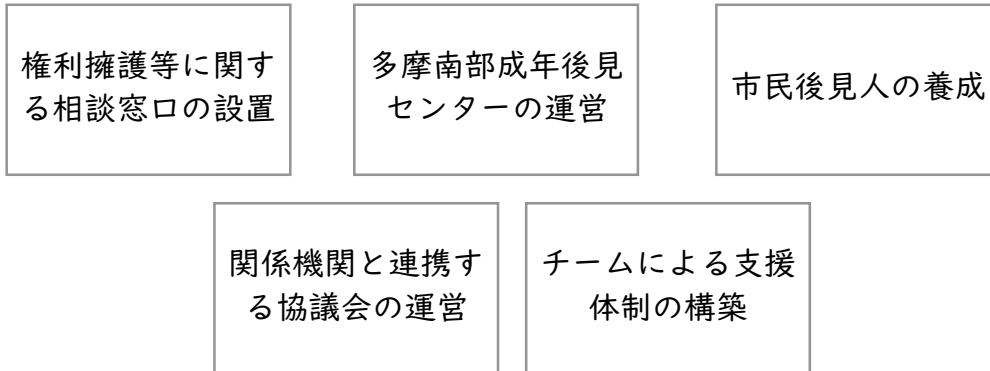 権利擁護等に関す
る相談窓口の設置
多摩南部成年後見
センターの運営
市民後見人の養成
関係機関と連携す
る協議会の運営
チームによる支援
体制の構築